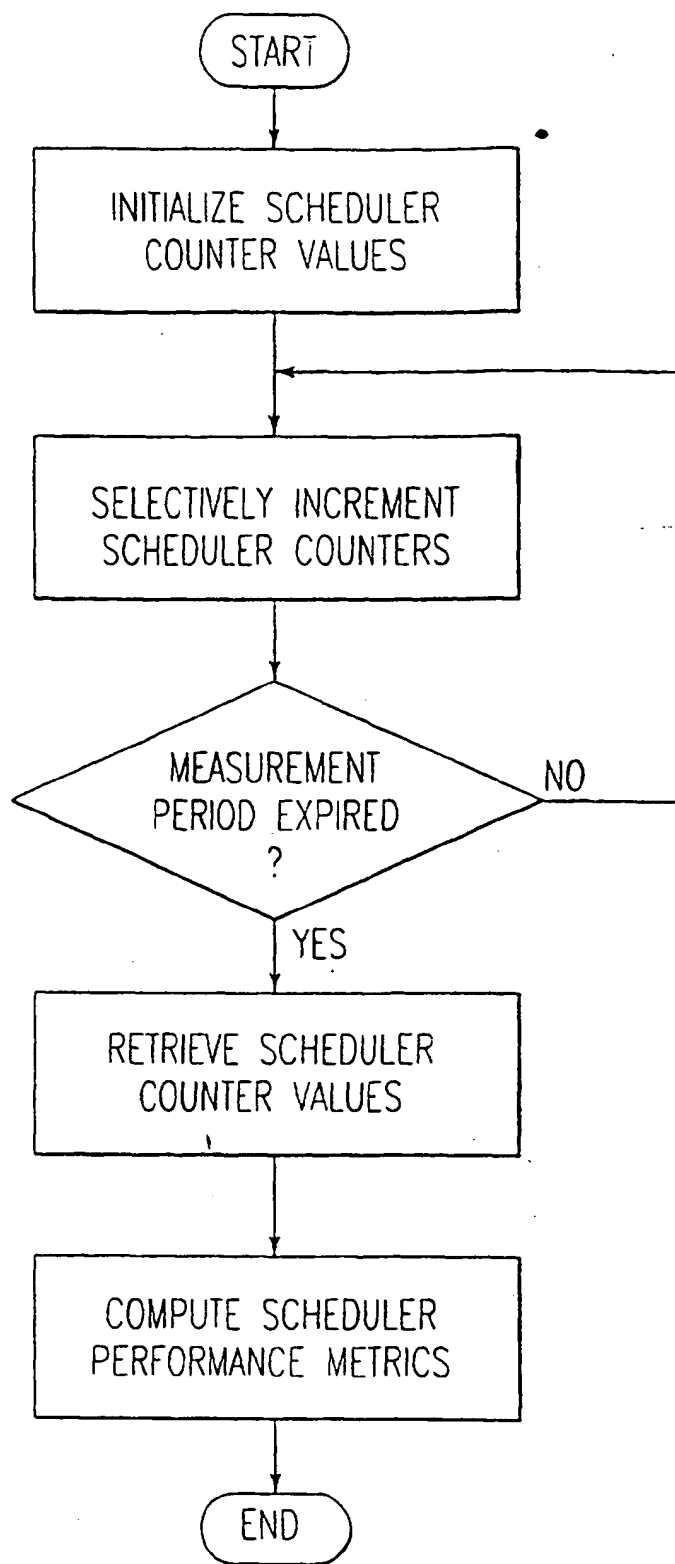 START
INITIALIZE SCHEDULER
COUNTER VALUES
SELECTIVELY INCREMENT
SCHEDULER COUNTERS
MEASUREMENT
PERIOD EXPIRED
?
NO
YES
RETRIEVE SCHEDULER
COUNTER VALUES
COMPUTE SCHEDULER
PERFORMANCE METRICS
END